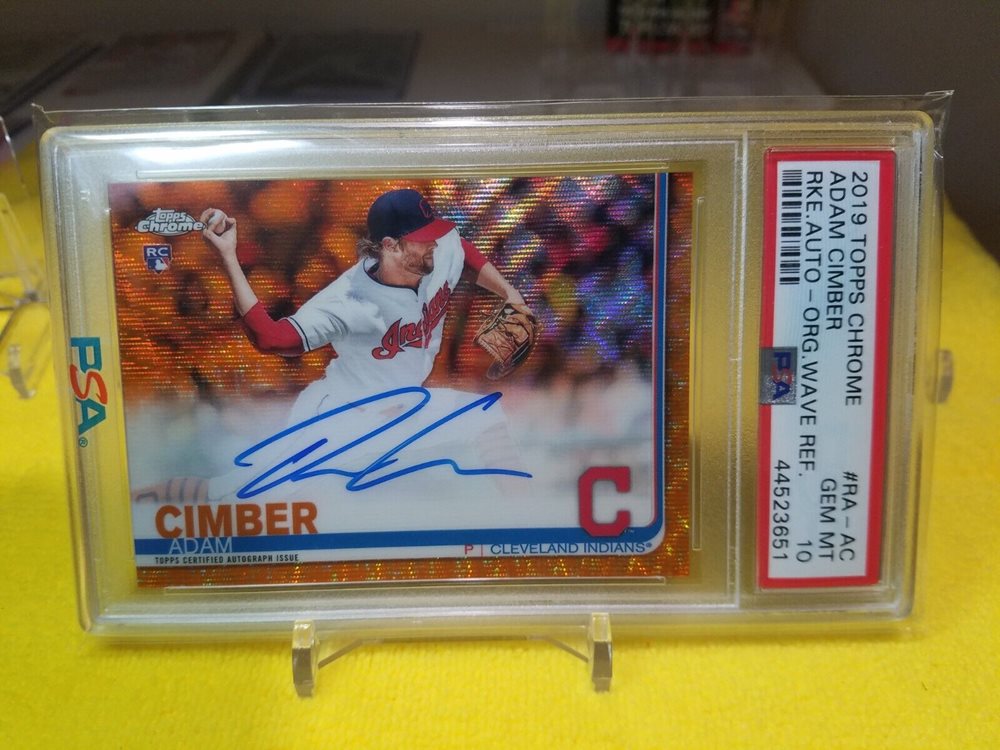 Topps
Chrome
RC
Indians
CIMBER
ADAM
P | CLEVELAND INDIANS®
TOPPS CERTIFIED AUTOGRAPH ISSUE
PSA®
2019 TOPPS CHROME #RA-AC
ADAM CIMBER GEM MT
RKE.AUTO-ORG.WAVE REF. 10
PSA 44523651